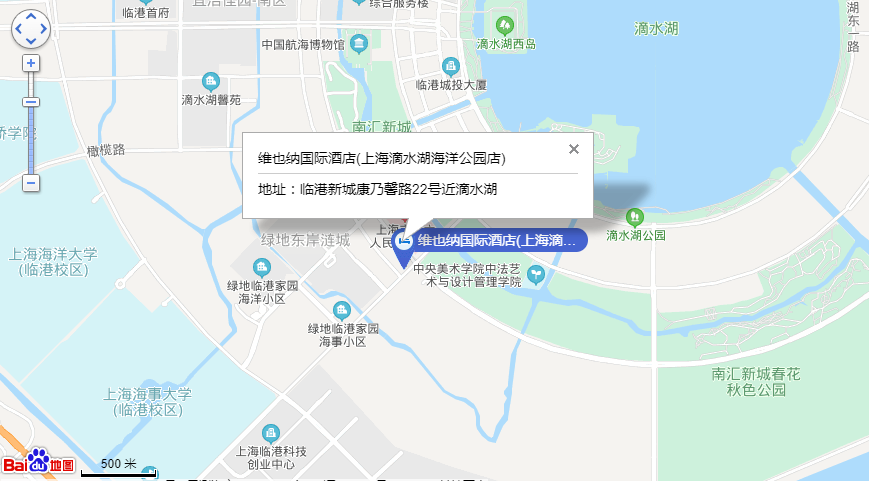 临港首府
宜浩佳园-南区
综合服务楼
湖东一路
滴水湖
中国航海博物馆
滴水湖西岛
临港城投大厦
滴水湖馨苑
南汇新城
橄榄路
维也纳国际酒店(上海滴水湖海洋公园店)
地址：临港新城康乃馨路22号近滴水湖
滴水湖公园
绿地东岸涟城
维也纳国际酒店(上海滴...
上海海洋大学
(临港校区)
中央美术学院中法艺
术与设计管理学院
绿地临港家园
海洋小区
绿地临港家园
海事小区
南汇新城春花
秋色公园
上海海事大学
(临港校区)
上海临港科技
创业中心
500 米
Bai du 地图